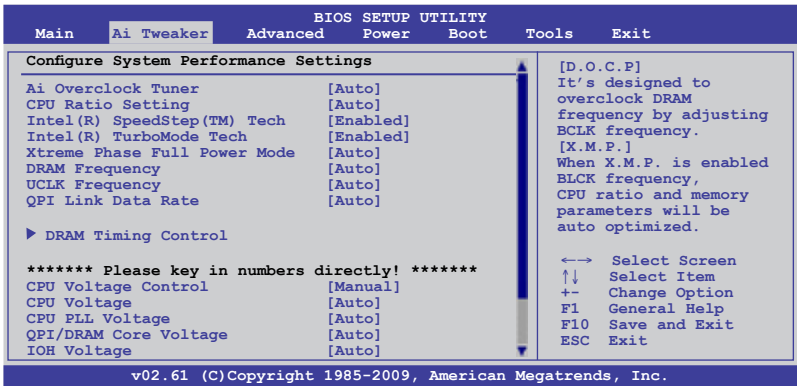 BIOS SETUP UTILITY
Main Ai Tweaker Advanced Power Boot Tools Exit
Configure System Performance Settings
Ai Overclock Tuner [Auto]
CPU Ratio Setting [Auto]
Intel(R) SpeedStep(TM) Tech [Enabled]
Intel(R) TurboMode Tech [Enabled]
Xtreme Phase Full Power Mode [Auto]
DRAM Frequency [Auto]
UCLK Frequency [Auto]
QPI Link Data Rate [Auto]
DRAM Timing Control
******* Please key in numbers directly! *******
CPU Voltage Control [Manual]
CPU Voltage [Auto]
CPU PLL Voltage [Auto]
QPI/DRAM Core Voltage [Auto]
IOH Voltage [Auto]
[D.O.C.P]
It's designed to
overclock DRAM
frequency by adjusting
BCLK frequency.
[X.M.P.]
When X.M.P. is enabled
BLCK frequency,
CPU ratio and memory
parameters will be
auto optimized.
←→ Select Screen
↑↓ Select Item
+- Change Option
F1 General Help
F10 Save and Exit
ESC Exit
v02.61 (C)Copyright 1985-2009, American Megatrends, Inc.